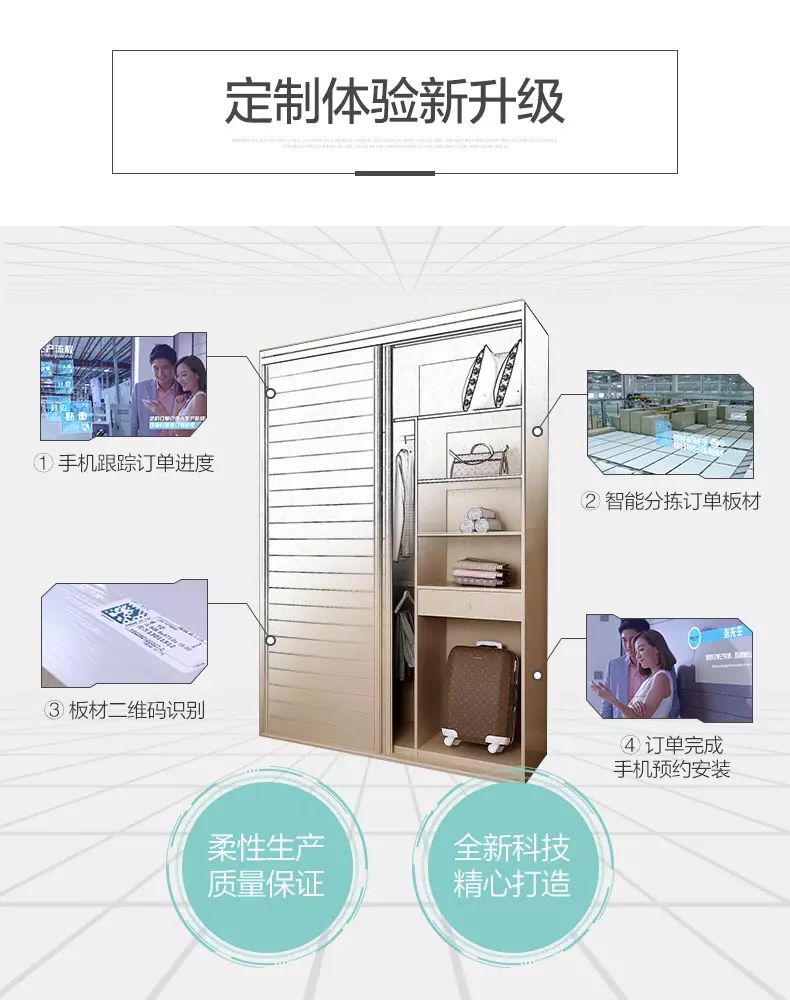 定制体验新升级
① 手机跟踪订单进度
② 智能分拣订单板材
③ 板材二维码识别
④ 订单完成
手机预约安装
柔性生产
质量保证
全新科技
精心打造